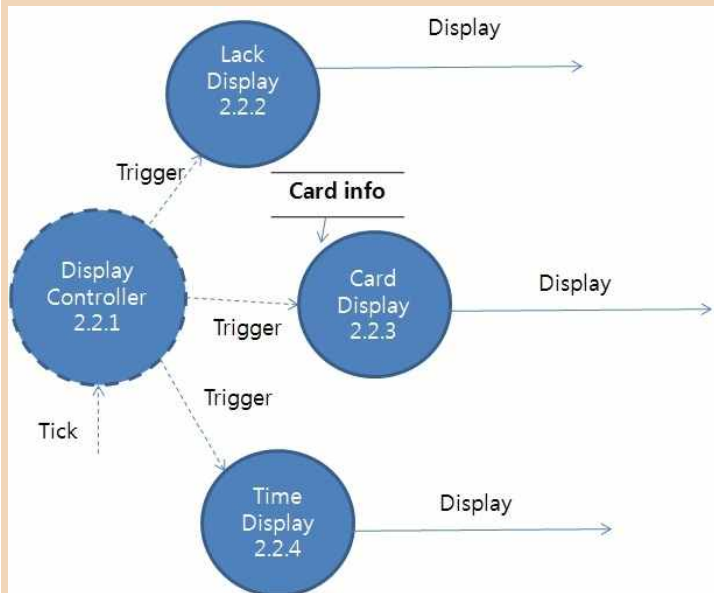 Display
Lack
Display
2.2.2
Trigger
Card info
Display
Controller
2.2.1
Card
Display
2.2.3
Display
Trigger
Trigger
Tick
Time
Display
2.2.4
Display